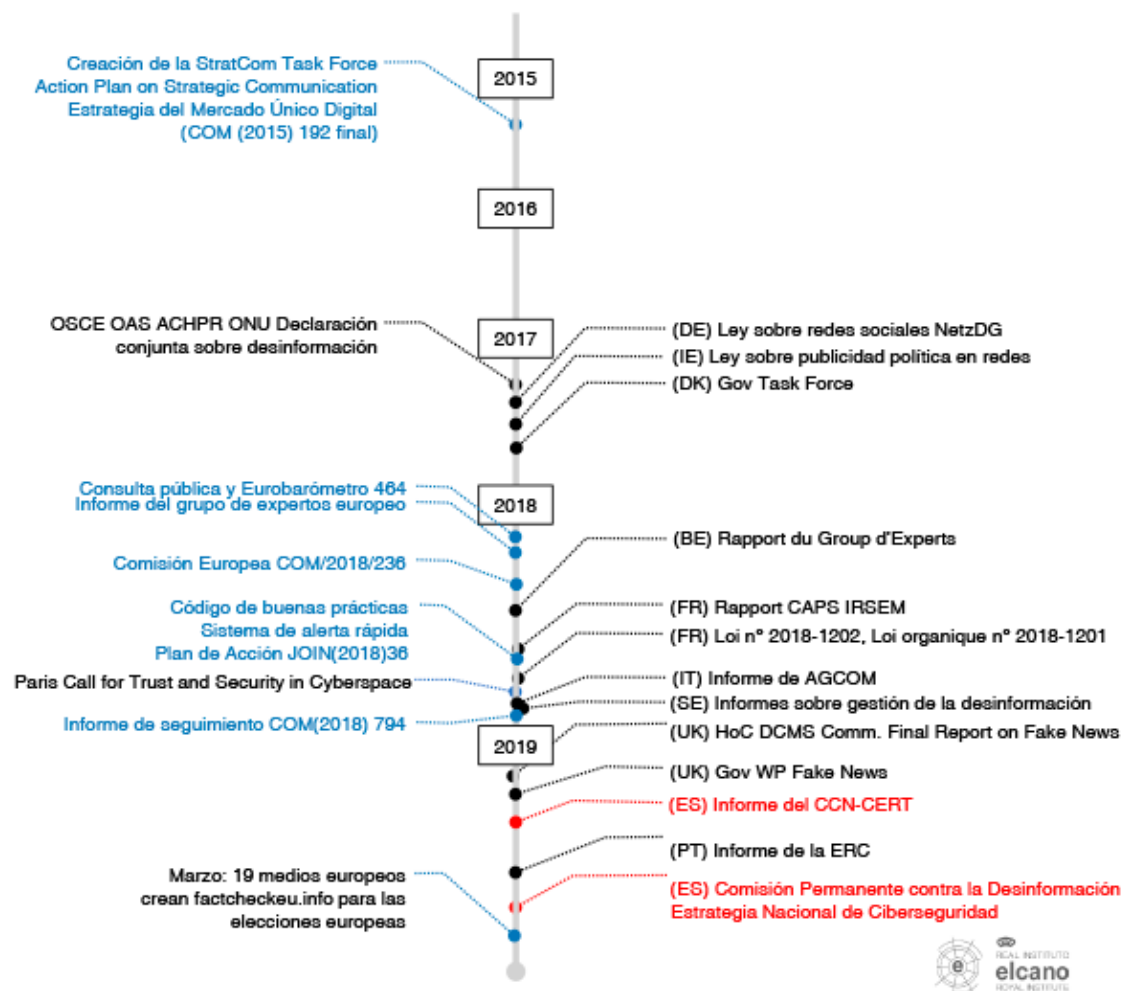 Creación de la StratCom Task Force
Action Plan on Strategic Communication
Estrategia del Mercado Único Digital
(COM (2015) 192 final)
2015
2016
OSCE OAS ACHPR ONU Declaración
conjunta sobre desinformación
2017
(DE) Ley sobre redes sociales NetzDG
(IE) Ley sobre publicidad política en redes
(DK) Gov Task Force
Consulta pública y Eurobarómetro 464
Informe del grupo de expertos europeo
2018
Comisión Europea COM/2018/236
(BE) Rapport du Group d'Experts
Código de buenas prácticas
Sistema de alerta rápida
Plan de Acción JOIN(2018)36
(FR) Rapport CAPS IRSEM
(FR) Loi nº 2018-1202, Loi organique nº 2018-1201
Paris Call for Trust and Security in Cyberspace
(IT) Informe de AGCOM
(SE) Informes sobre gestión de la desinformación
Informe de seguimiento COM(2018) 794
(UK) HoC DCMS Comm. Final Report on Fake News
2019
(UK) Gov WP Fake News
(ES) Informe del CCN-CERT
(PT) Informe de la ERC
Marzo: 19 medios europeos
crean factcheckeu.info para las
elecciones europeas
(ES) Comisión Permanente contra la Desinformación
Estrategia Nacional de Ciberseguridad
e
REAL INSTITUTO
elcano
ROYAL INSTITUTE